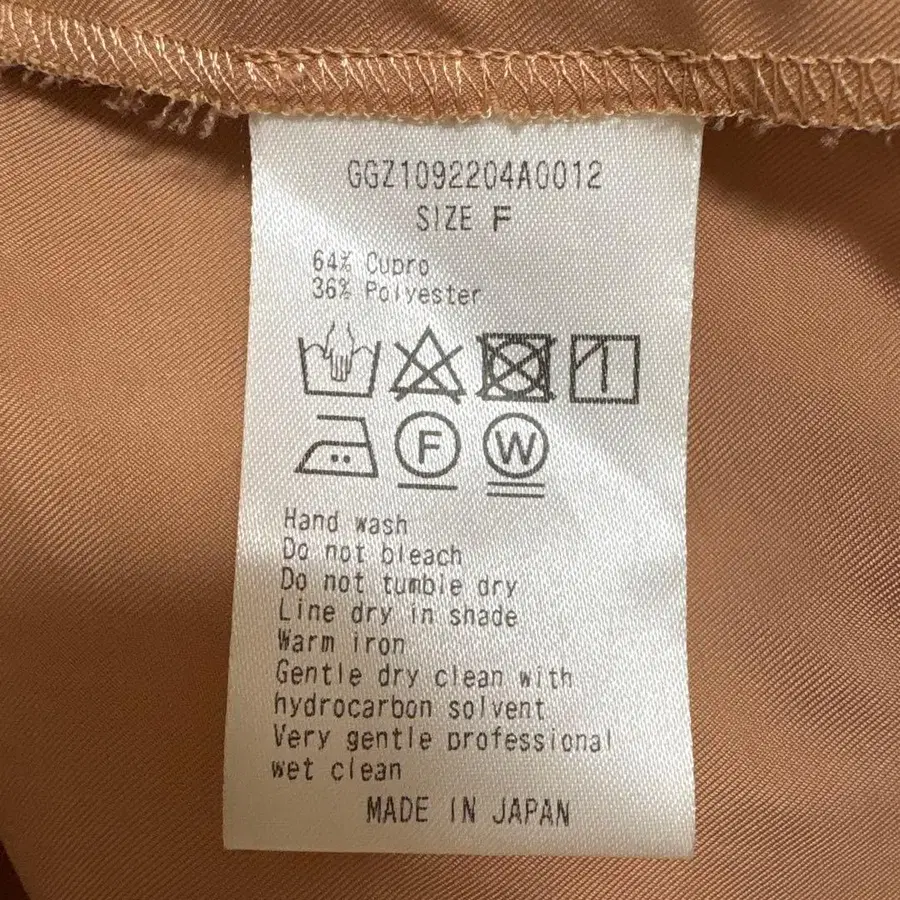 GGZ1092204A0012
SIZE F
64% Cupro
36% Polyester
F W
Hand wash
Do not bleach
Do not tumble dry
Line dry in shade
Warm iron
Gentle dry clean with
hydrocarbon solvent
Very gentle professional
wet clean
MADE IN JAPAN